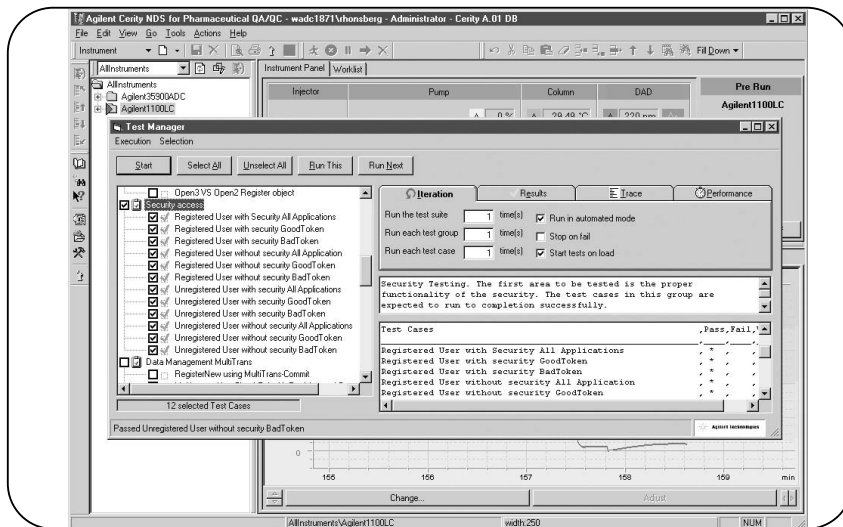 Agilent Cerity NDS for Pharmaceutical QA/QC - wadc1871\rhonsberg - Administrator - Cerity A.01 DB
File Edit View Go Tools Actions Help
Instrument
Fill Down
AllInstruments
Instrument Panel Worklist
AllInstruments
Agilent35900ADC
Agilent1100LC
Injector Pump Column DAD
Pre Run
Agilent1100LC
0 % 29.49 °C 220 nm
Test Manager
Execution Selection
Start Select All Unselect All Run This Run Next
Open3 VS Open2 Register object
Security access
Registered User with Security All Applications
Registered User with security GoodToken
Registered User with security BadToken
Registered User without security All Application
Registered User without security GoodToken
Registered User without security BadToken
Unregistered User with security All Applications
Unregistered User with security GoodToken
Unregistered User with security BadToken
Unregistered User without security All Applications
Unregistered User without security GoodToken
Unregistered User without security BadToken
Data Management MultiTrans
RegisterNew using MultiTrans-Commit
12 selected Test Cases
Iteration Results Trace Performance
Run the test suite 1 time(s) Run in automated mode
Run each test group 1 time(s) Stop on fail
Run each test case 1 time(s) Start tests on load
Security Testing. The first area to be tested is the proper
functionality of the security. The test cases in this group are
expected to run to completion successfully.
Test Cases ,Pass,Fail,
Registered User with Security All Applications , * , ,
Registered User with security GoodToken , * , ,
Registered User with security BadToken , * , ,
Registered User without security All Application , * , ,
Registered User without security GoodToken , * , ,
Passed Unregistered User without security BadToken
Agilent Technologies
0
155 156 157 158 159 min
Change... Adjust
AllInstruments\Agilent1100LC width:250 NUM